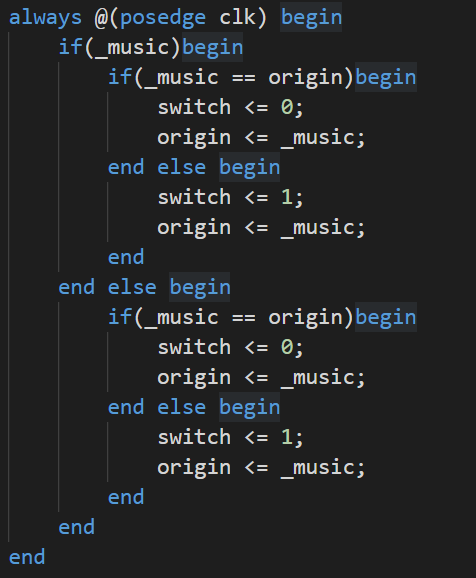 always @(posedge clk) begin
    if(_music)begin
        if(_music == origin)begin
            switch <= 0;
            origin <= _music;
        end else begin
            switch <= 1;
            origin <= _music;
        end
    end else begin
        if(_music == origin)begin
            switch <= 0;
            origin <= _music;
        end else begin
            switch <= 1;
            origin <= _music;
        end
    end
end